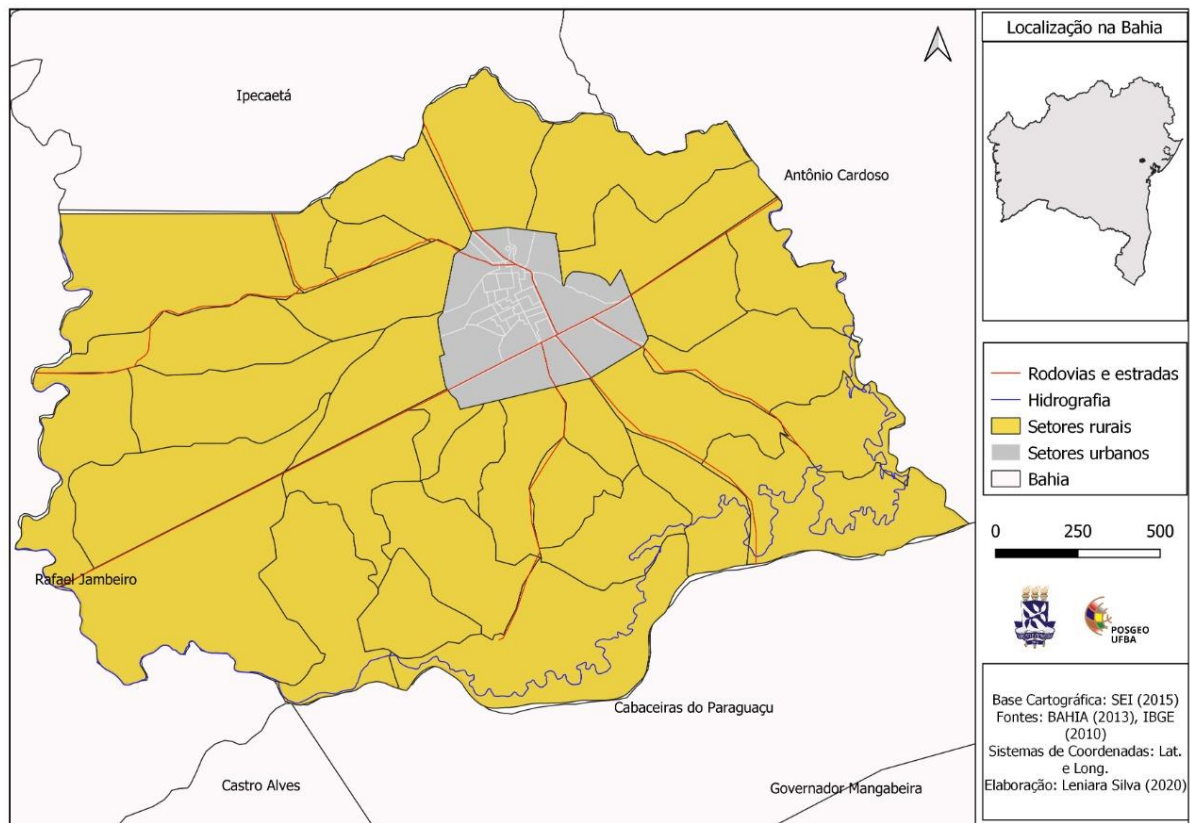 Localização na Bahia
Ipecaetá
Antônio Cardoso
Rafael Jambeiro
Cabaceiras do Paraguaçu
Castro Alves
Governador Mangabeira
Rodovias e estradas
Hidrografia
Setores rurais
Setores urbanos
Bahia
0 250 500
POSGEO
UFBA
Base Cartográfica: SEI (2015)
Fontes: BAHIA (2013), IBGE
(2010)
Sistemas de Coordenadas: Lat.
e Long.
Elaboração: Leniara Silva (2020)